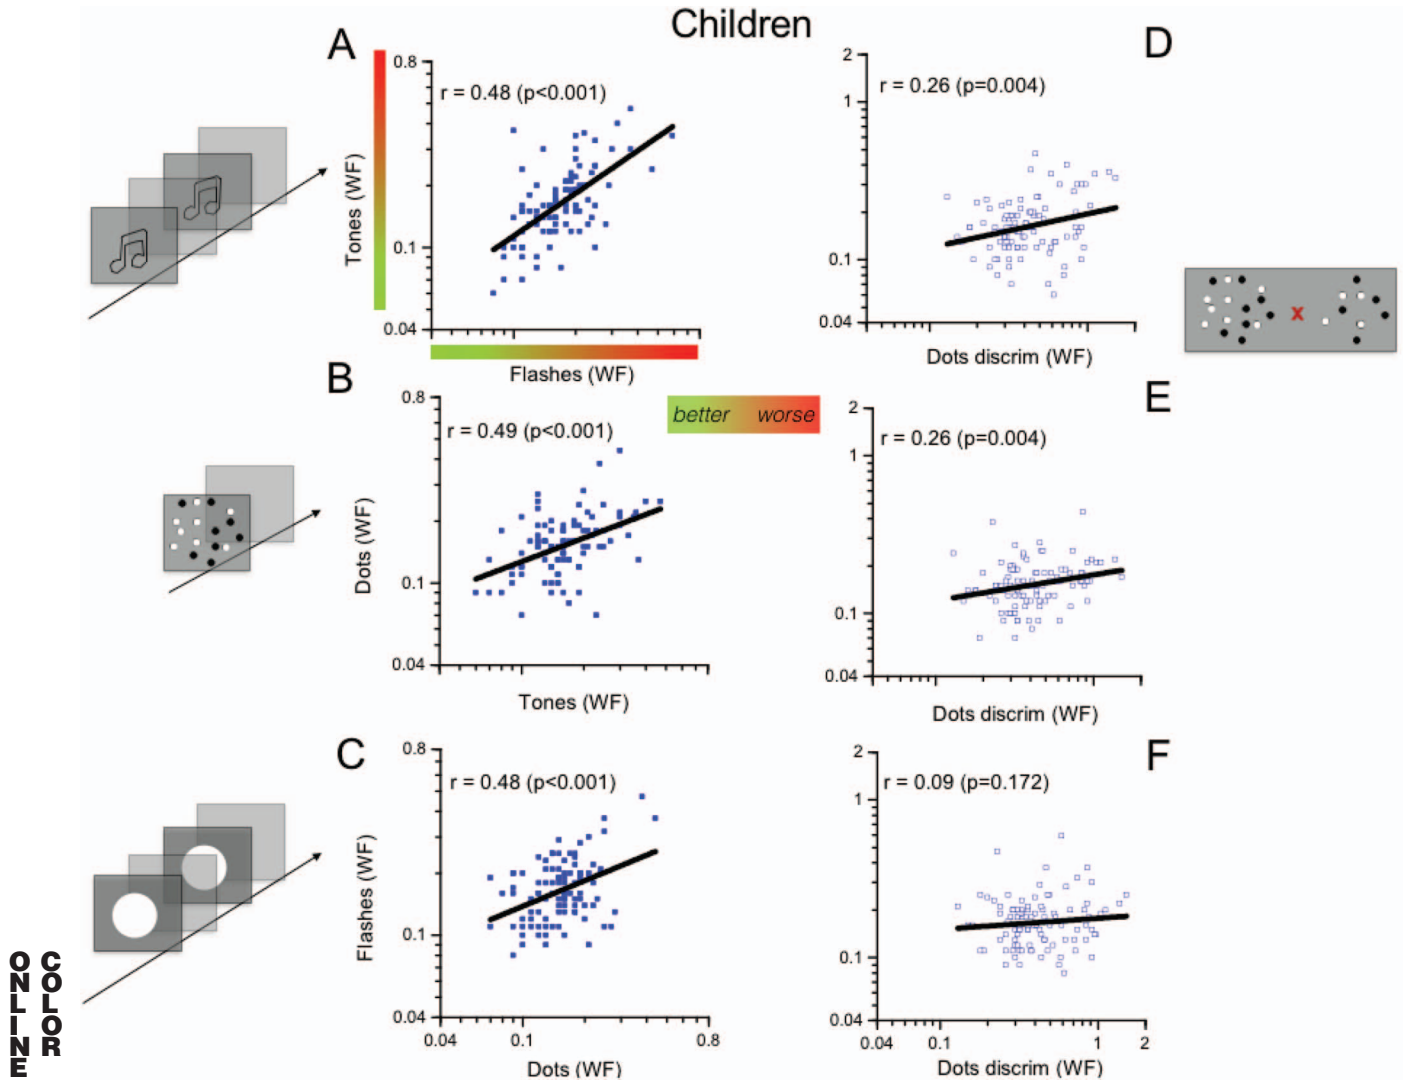 Children
A
0.8
r = 0.48 (p<0.001)
Tones (WF)
0.1
0.04
Flashes (WF)
D
2
r = 0.26 (p=0.004)
1
0.1
0.04
Dots discrim (WF)
x
better worse
B
0.8
r = 0.49 (p<0.001)
Dots (WF)
0.1
0.04
Tones (WF)
E
2
r = 0.26 (p=0.004)
1
0.1
0.04
Dots discrim (WF)
C
0.8
r = 0.48 (p<0.001)
Flashes (WF)
0.1
0.04
0.04 0.1 0.8
Dots (WF)
F
2
r = 0.09 (p=0.172)
1
0.1
0.04
0.04 0.1 1 2
Dots discrim (WF)
ONLINE
COLOR